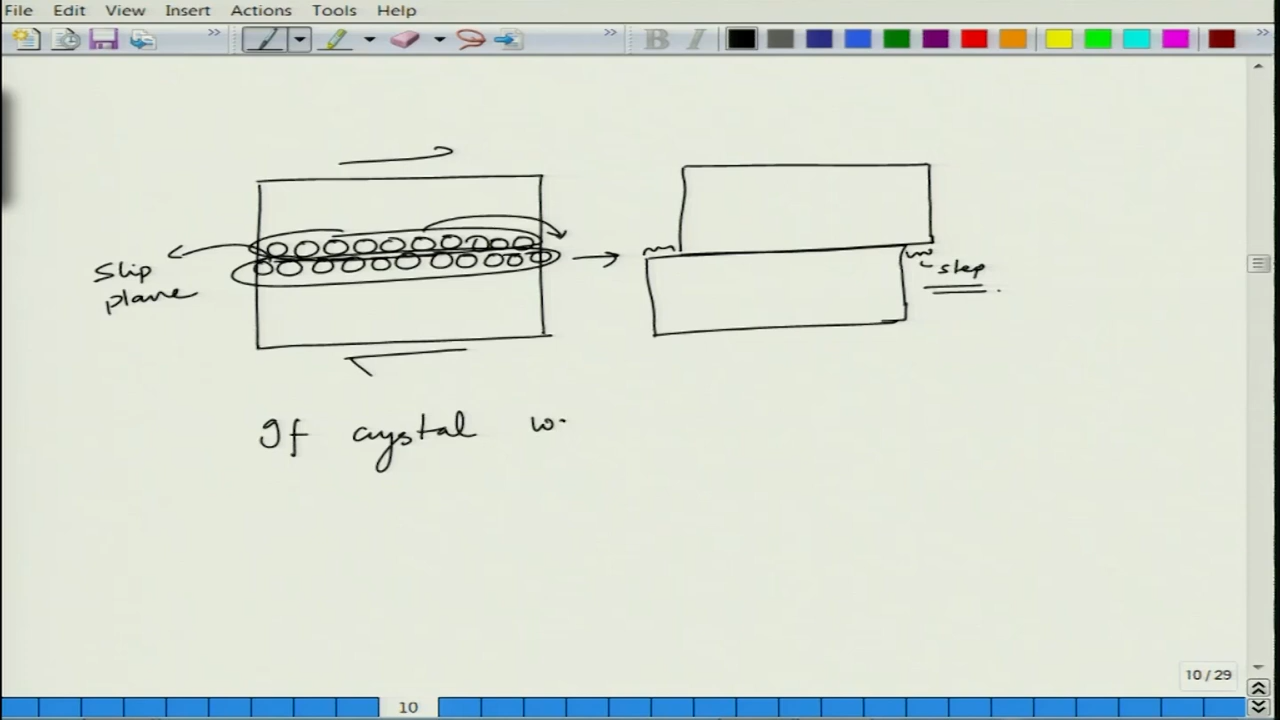 File Edit View Insert Actions Tools Help
B I
Slip
plane
step
If crystal w
10 / 29
10